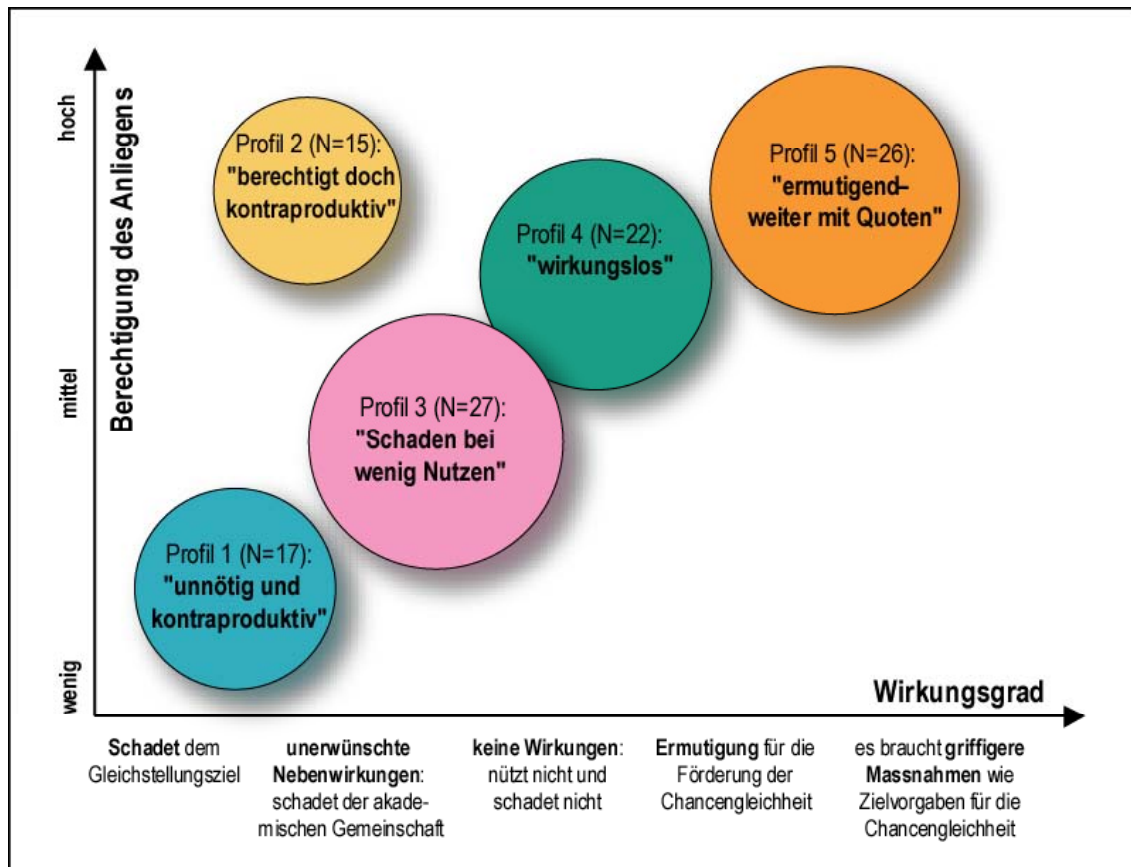 Berechtigung des Anliegens
hoch
mittel
wenig
Profil 2 (N=15):
"berechtigt doch
kontraproduktiv"
Profil 5 (N=26):
"ermutigend–
weiter mit Quoten"
Profil 4 (N=22):
"wirkungslos"
Profil 3 (N=27):
"Schaden bei
wenig Nutzen"
Profil 1 (N=17):
"unnötig und
kontraproduktiv"
Wirkungsgrad
Schadet dem
Gleichstellungsziel
unerwünschte
Nebenwirkungen:
schadet der akade-
mischen Gemeinschaft
keine Wirkungen:
nützt nicht und
schadet nicht
Ermutigung für die
Förderung der
Chancengleichheit
es braucht griffigere
Massnahmen wie
Zielvorgaben für die
Chancengleichheit